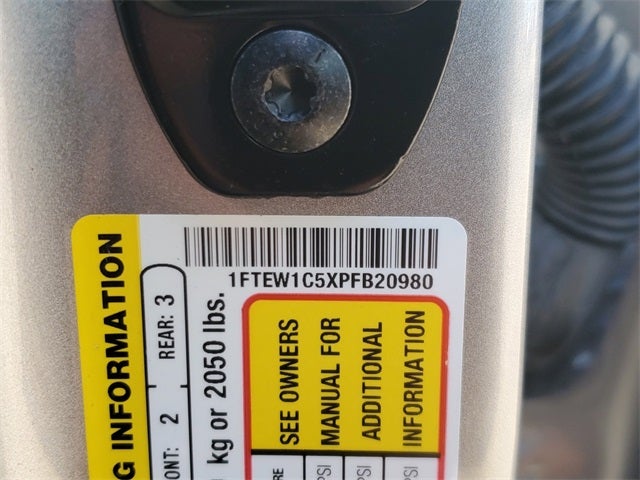 1FTEW1C5XPFB20980
G INFORMATION
ONT: 2 REAR: 3
kg or 2050 lbs.
SEE OWNERS
MANUAL FOR
ADDITIONAL
INFORMATION
RE
PSI
PSI
PSI